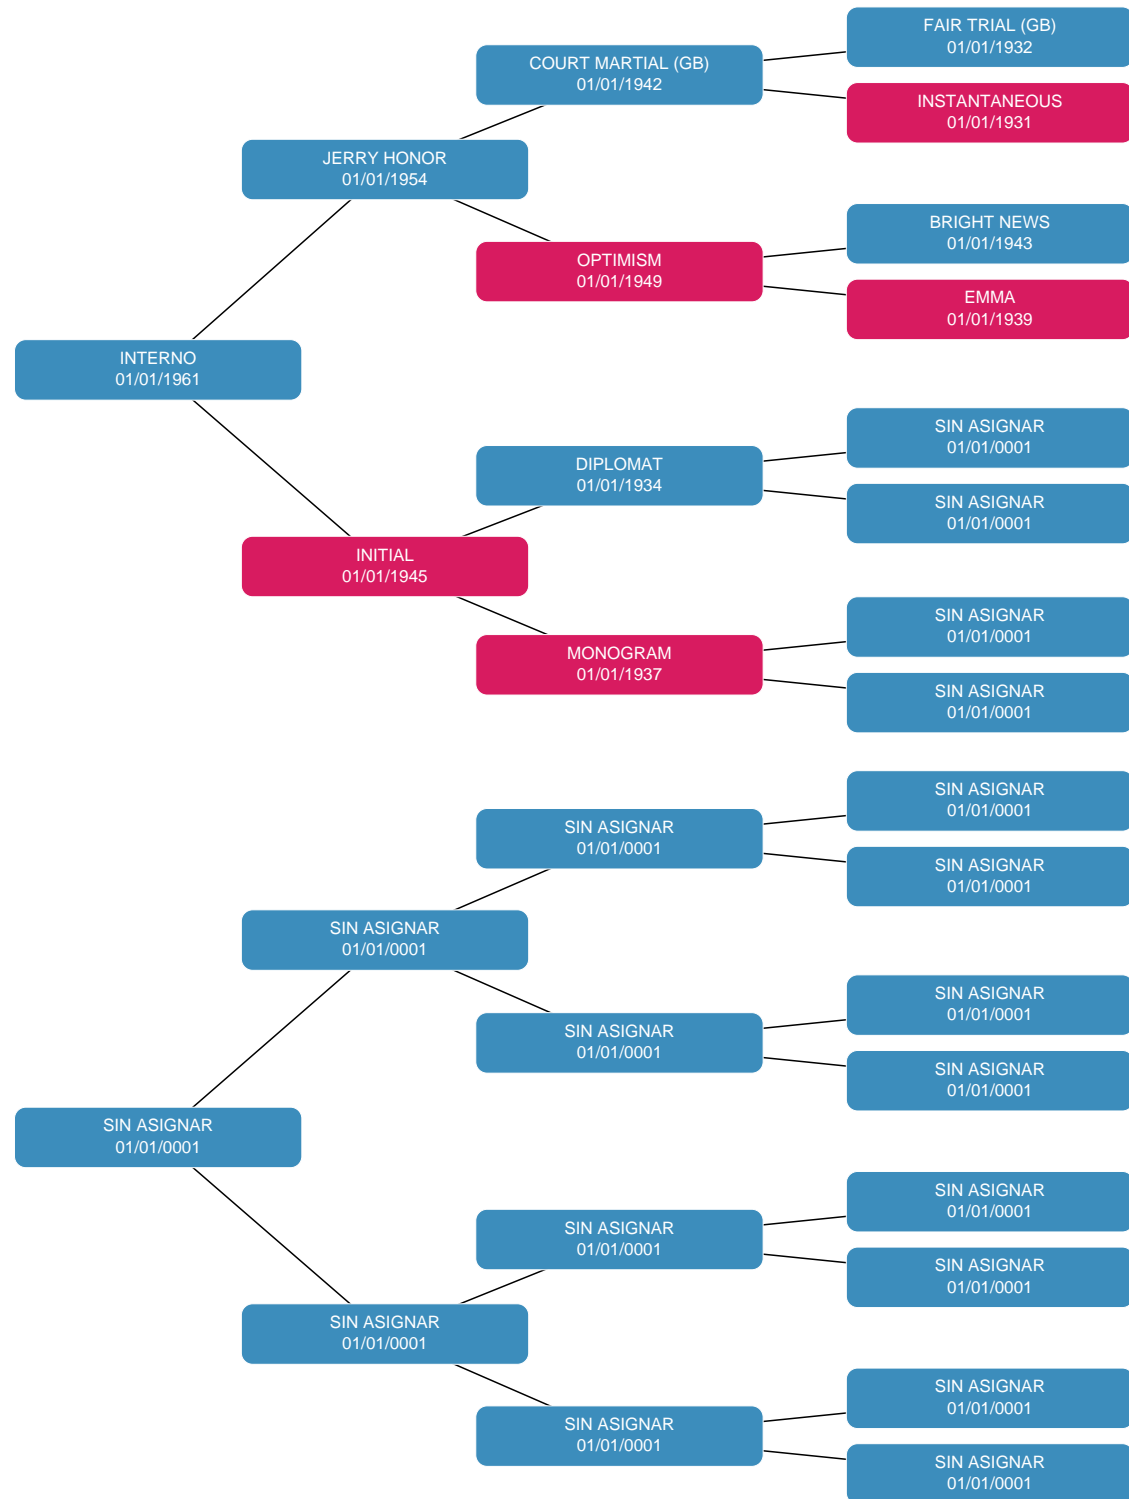 FAIR TRIAL (GB)
01/01/1932
COURT MARTIAL (GB)
01/01/1942
INSTANTANEOUS
01/01/1931
JERRY HONOR
01/01/1954
BRIGHT NEWS
01/01/1943
OPTIMISM
01/01/1949
EMMA
01/01/1939
INTERNO
01/01/1961
SIN ASIGNAR
01/01/0001
DIPLOMAT
01/01/1934
SIN ASIGNAR
01/01/0001
INITIAL
01/01/1945
SIN ASIGNAR
01/01/0001
MONOGRAM
01/01/1937
SIN ASIGNAR
01/01/0001
SIN ASIGNAR
01/01/0001
SIN ASIGNAR
01/01/0001
SIN ASIGNAR
01/01/0001
SIN ASIGNAR
01/01/0001
SIN ASIGNAR
01/01/0001
SIN ASIGNAR
01/01/0001
SIN ASIGNAR
01/01/0001
SIN ASIGNAR
01/01/0001
SIN ASIGNAR
01/01/0001
SIN ASIGNAR
01/01/0001
SIN ASIGNAR
01/01/0001
SIN ASIGNAR
01/01/0001
SIN ASIGNAR
01/01/0001
SIN ASIGNAR
01/01/0001
SIN ASIGNAR
01/01/0001